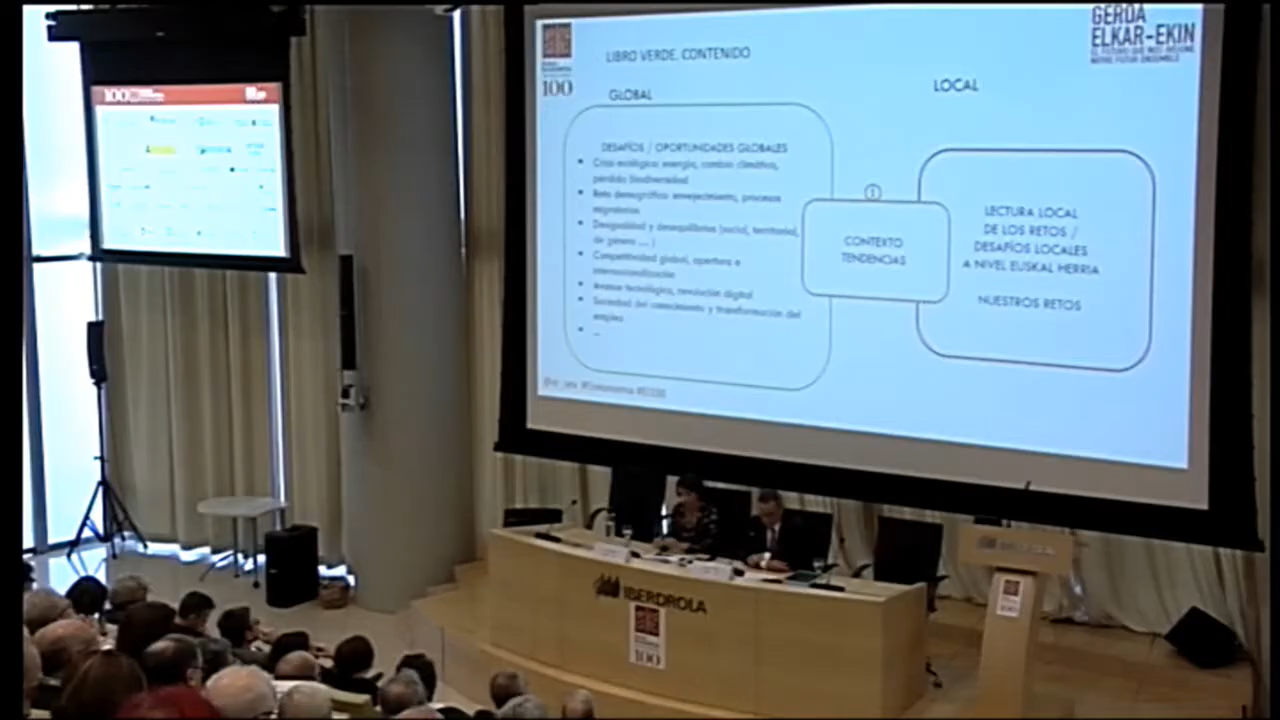 100
GEROA
ELKAR-EKIN
LIBRO VERDE. CONTENIDO
100
GLOBAL
LOCAL
DESAFÍOS / OPORTUNIDADES GLOBALES
• Crisis ecológica: energía, cambio climático,
pérdida biodiversidad
• Reto demográfico: envejecimiento, procesos
migratorios
• Desigualdad y desequilibrios (social, territorial,
de género ... )
• Competitividad global, apertura e
internacionalización
• Avance tecnológico, revolución digital
• Sociedad del conocimiento y transformación del
empleo
• ...
1
CONTEXTO
TENDENCIAS
LECTURA LOCAL
DE LOS RETOS /
DESAFÍOS LOCALES
A NIVEL EUSKAL HERRIA
NUESTROS RETOS
IBERDROLA
100
IBERDROLA